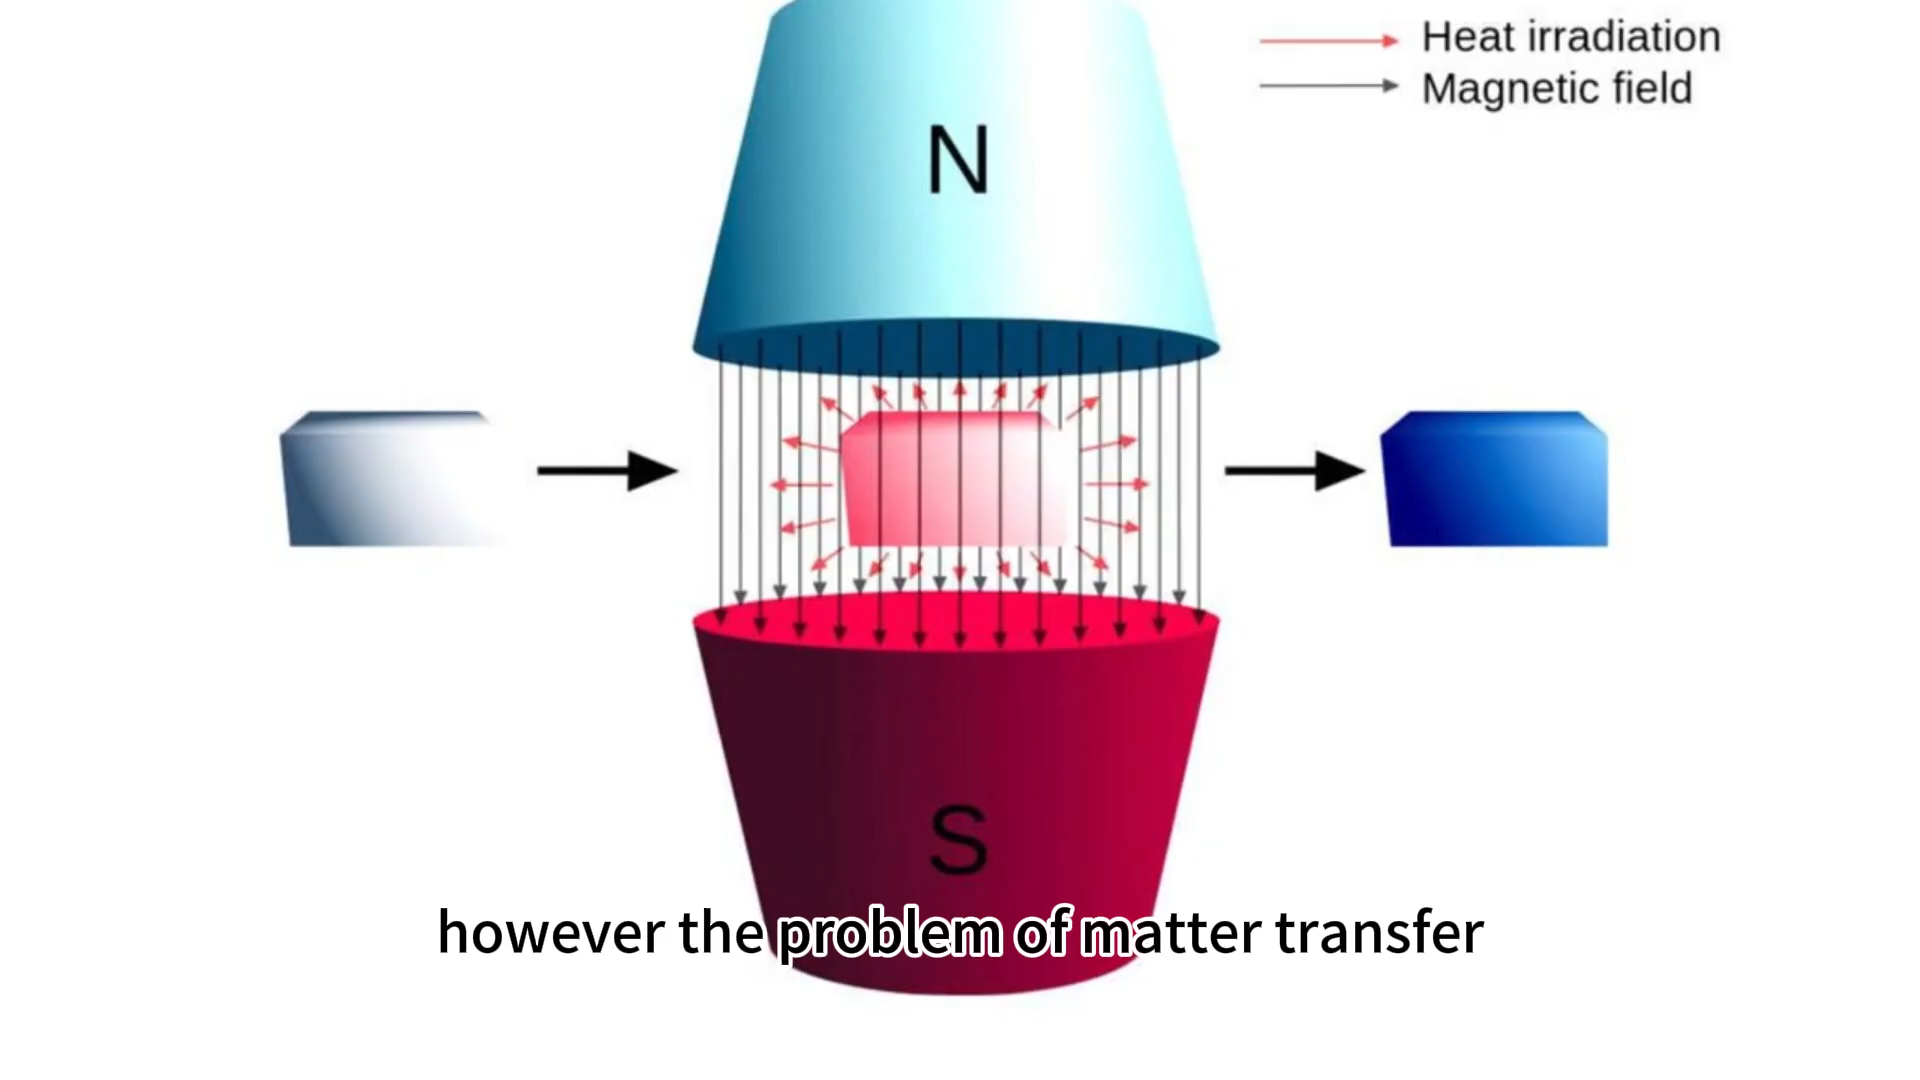 Heat irradiation
Magnetic field
N
S
however the problem of matter transfer